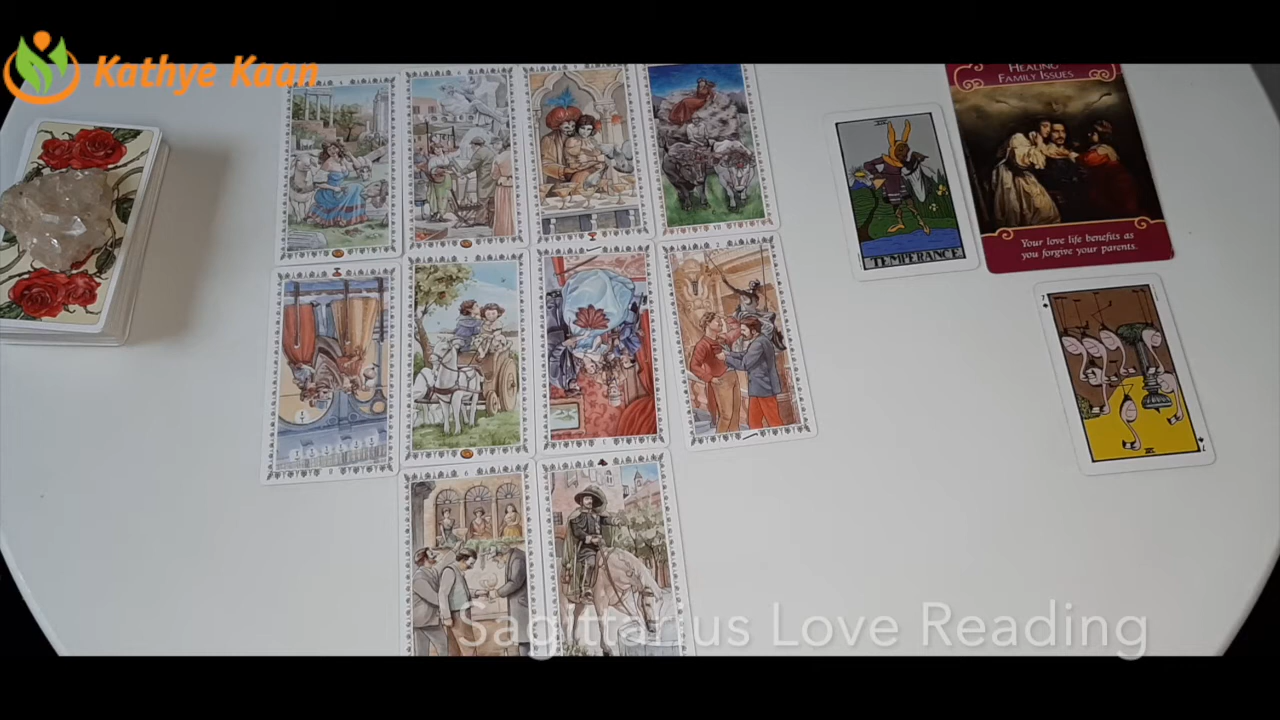 Kathye Kaan
HEALING
FAMILY ISSUES
TEMPERANCE
Your love life benefits as
you forgive your parents.
Sagittarius Love Reading